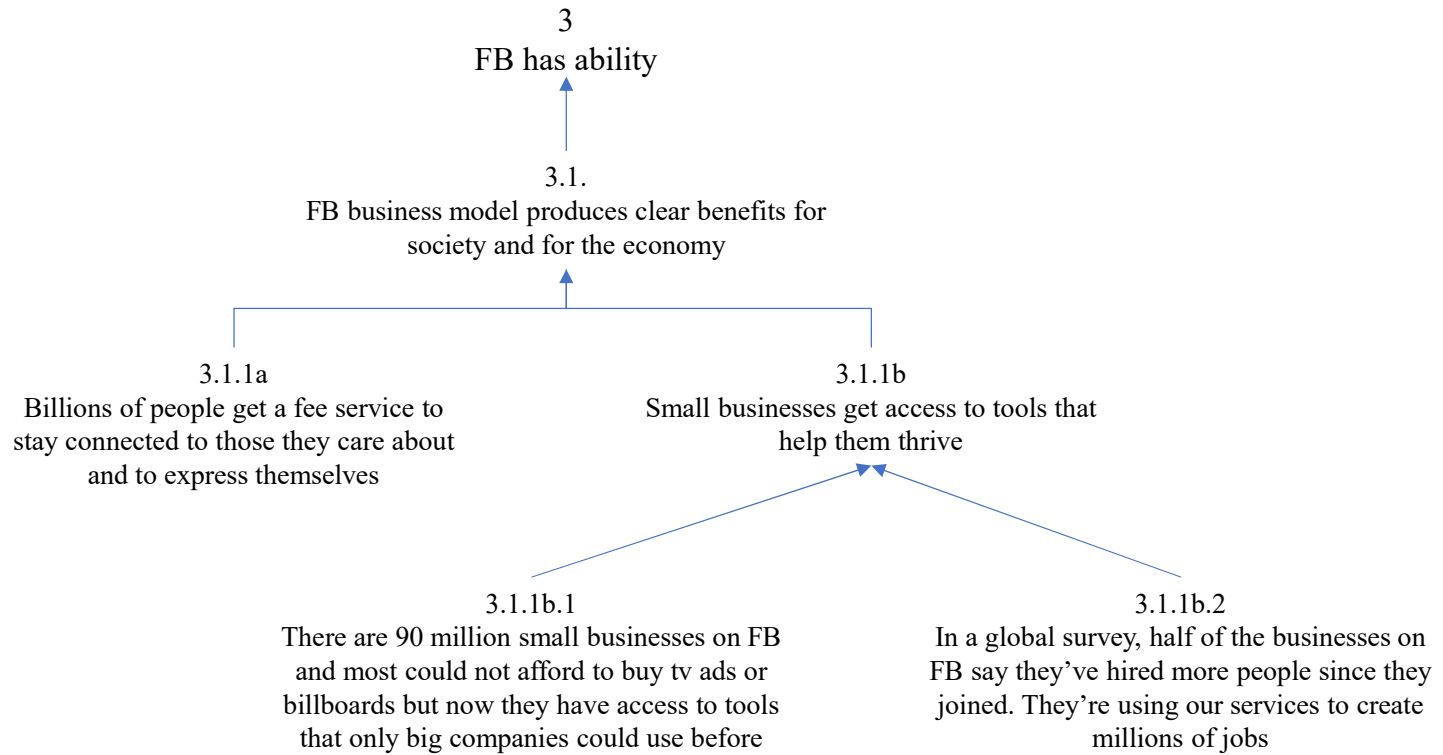 3
FB has ability
3.1.
FB business model produces clear benefits for
society and for the economy
3.1.1a
Billions of people get a fee service to
stay connected to those they care about
and to express themselves
3.1.1b
Small businesses get access to tools that
help them thrive
3.1.1b.1
There are 90 million small businesses on FB
and most could not afford to buy tv ads or
billboards but now they have access to tools
that only big companies could use before
3.1.1b.2
In a global survey, half of the businesses on
FB say they’ve hired more people since they
joined. They’re using our services to create
millions of jobs